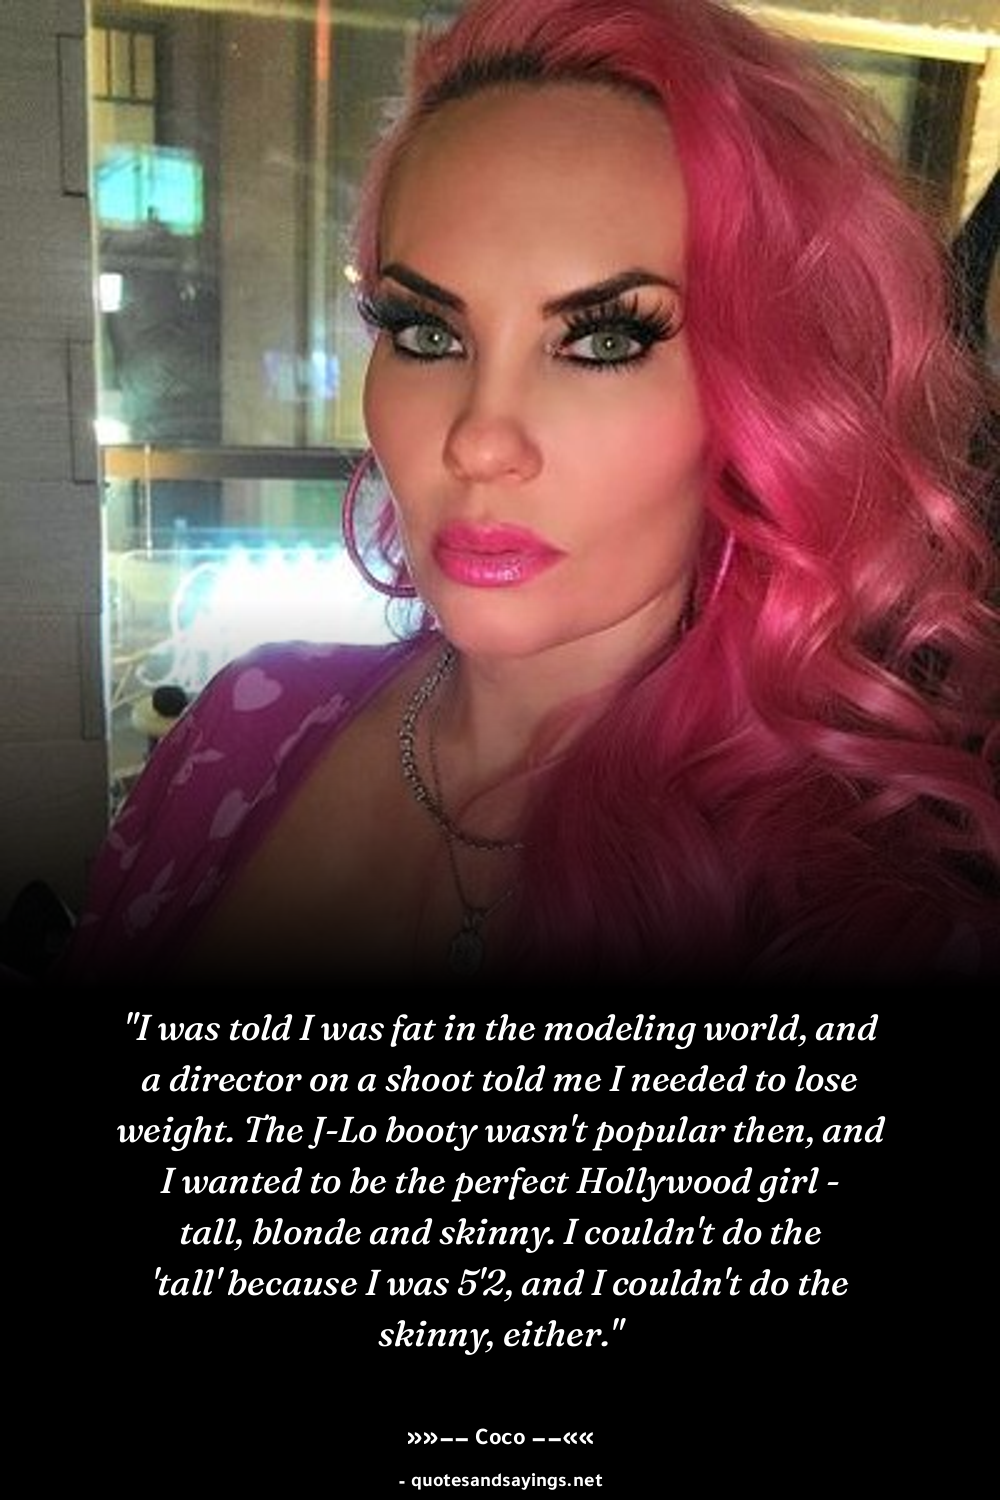 "I was told I was fat in the modeling world, and
a director on a shoot told me I needed to lose
weight. The J-Lo booty wasn't popular then, and
I wanted to be the perfect Hollywood girl -
tall, blonde and skinny. I couldn't do the
'tall' because I was 5'2, and I couldn't do the
skinny, either."
»»−− Coco −−««
- quotesandsayings.net